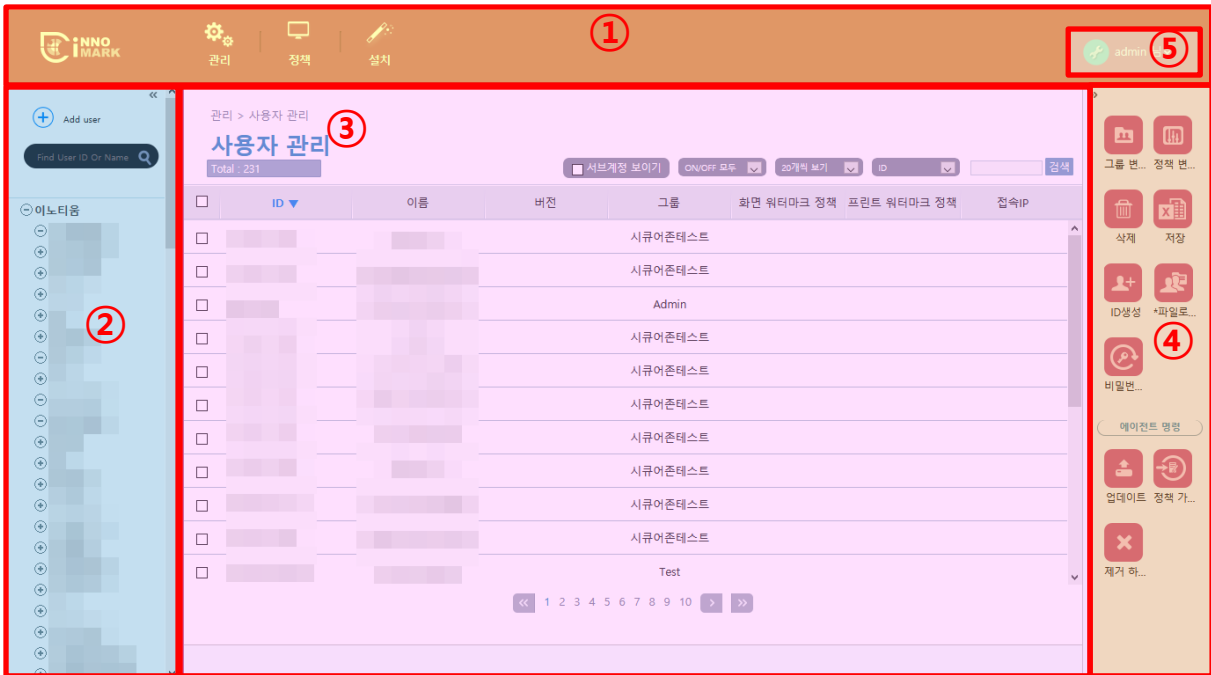 ①
iNNO
MARK
관리
정책
설치
⑤
admin
«
Add user
Find User ID Or Name
이노티움
②
관리 > 사용자 관리
③
사용자 관리
Total : 231
서브계정 보이기 ON/OFF 모두 20개씩 보기 ID 검색
ID▼ 이름 버전 그룹 화면 워터마크 정책 프린트 워터마크 정책 접속IP
시큐어존테스트
시큐어존테스트
Admin
시큐어존테스트
시큐어존테스트
시큐어존테스트
시큐어존테스트
시큐어존테스트
시큐어존테스트
시큐어존테스트
Test
« 1 2 3 4 5 6 7 8 9 10 > »
>
그룹 변... 정책 변...
삭제 저장
ID생성 *파일로...
④
비밀번...
에이전트 명령
업데이트 정책 가...
제거 하...